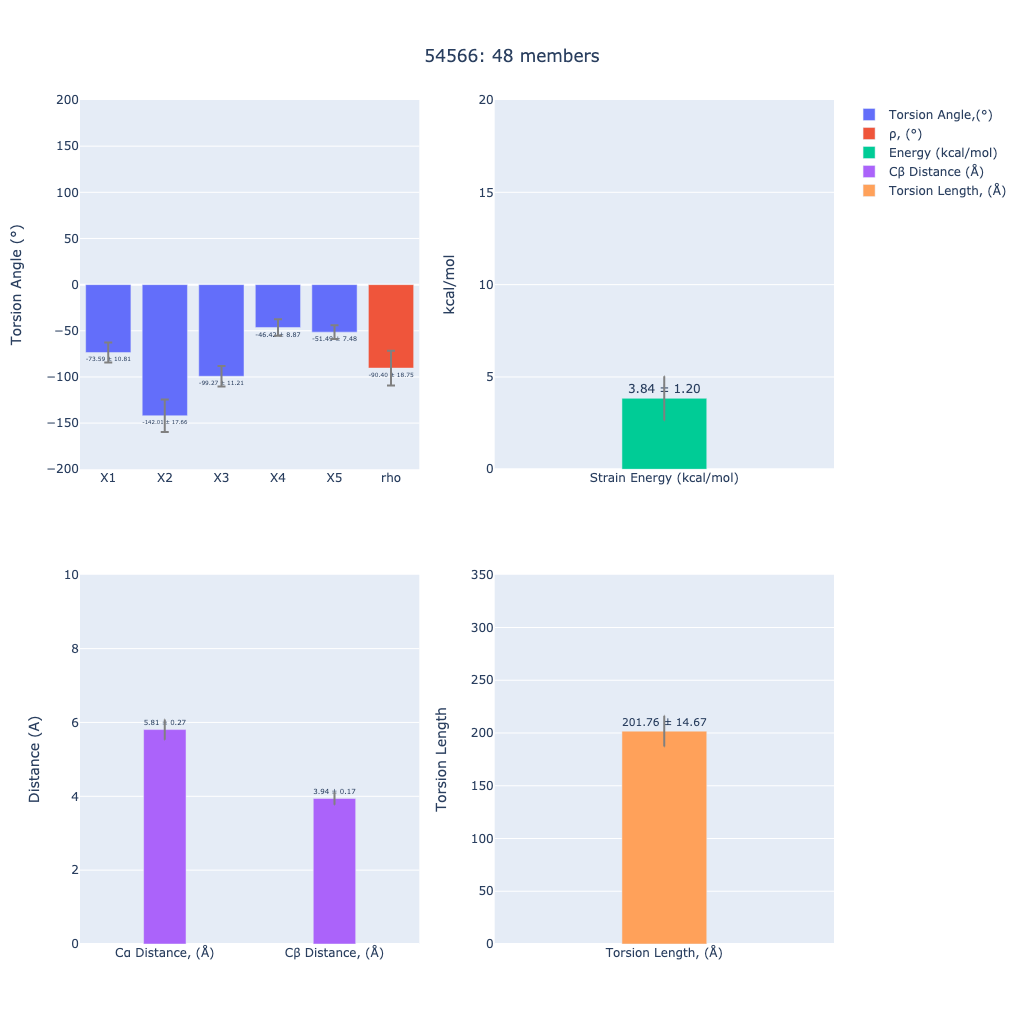 54566: 48 members
200
150
100
50
0
−50
−100
−150
−200
Torsion Angle (°)
-73.59 ± 10.81
-142.01 ± 17.66
-99.27 ± 11.21
-46.42 ± 8.87
-51.49 ± 7.48
-90.40 ± 18.75
X1 X2 X3 X4 X5 rho
20
15
10
5
0
kcal/mol
3.84 ± 1.20
Strain Energy (kcal/mol)
Torsion Angle,(°)
ρ, (°)
Energy (kcal/mol)
Cβ Distance (Å)
Torsion Length, (Å)
10
8
6
4
2
0
Distance (A)
5.81 ± 0.27
3.94 ± 0.17
Cα Distance, (Å) Cβ Distance, (Å)
350
300
250
200
150
100
50
0
Torsion Length
201.76 ± 14.67
Torsion Length, (Å)